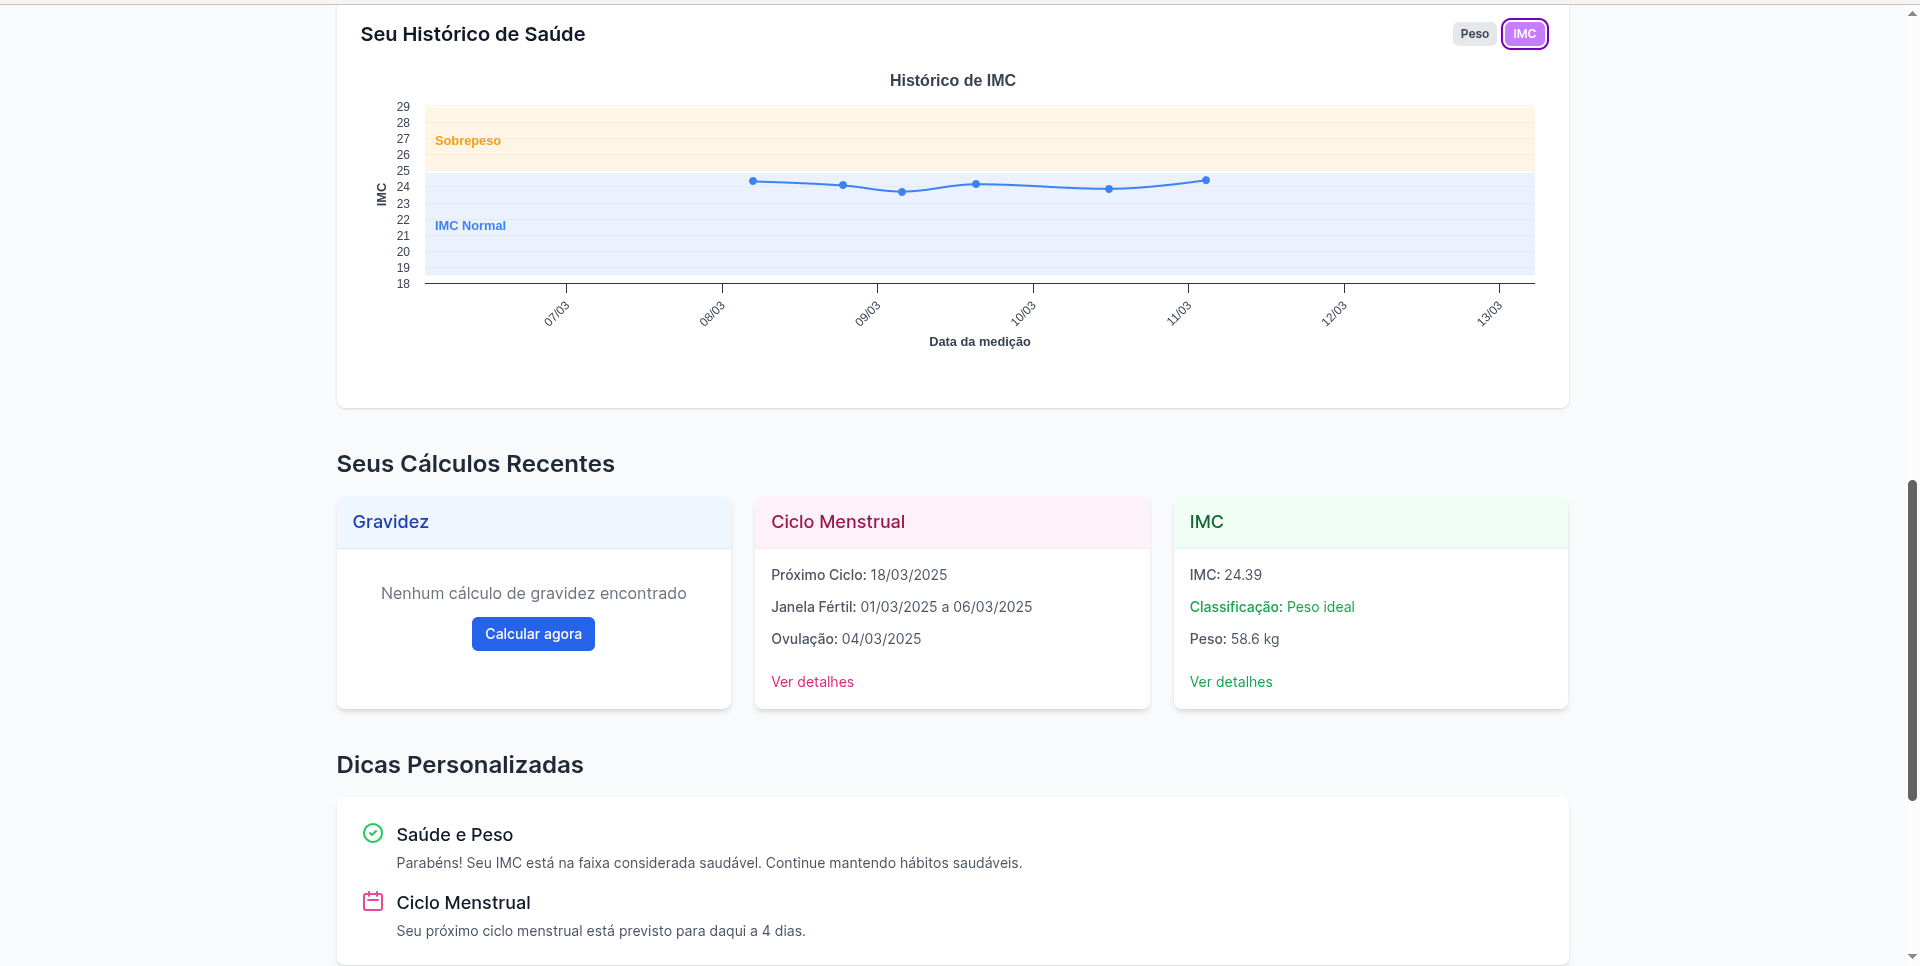 Seu Histórico de Saúde
Peso
IMC
Histórico de IMC
29
28
27
26
25
24
23
22
21
20
19
18
Sobrepeso
IMC Normal
IMC
07/03
08/03
09/03
10/03
11/03
12/03
13/03
Data da medição
Seus Cálculos Recentes
Gravidez
Nenhum cálculo de gravidez encontrado
Calcular agora
Ciclo Menstrual
Próximo Ciclo: 18/03/2025
Janela Fértil: 01/03/2025 a 06/03/2025
Ovulação: 04/03/2025
Ver detalhes
IMC
IMC: 24.39
Classificação: Peso ideal
Peso: 58.6 kg
Ver detalhes
Dicas Personalizadas
Saúde e Peso
Parabéns! Seu IMC está na faixa considerada saudável. Continue mantendo hábitos saudáveis.
Ciclo Menstrual
Seu próximo ciclo menstrual está previsto para daqui a 4 dias.